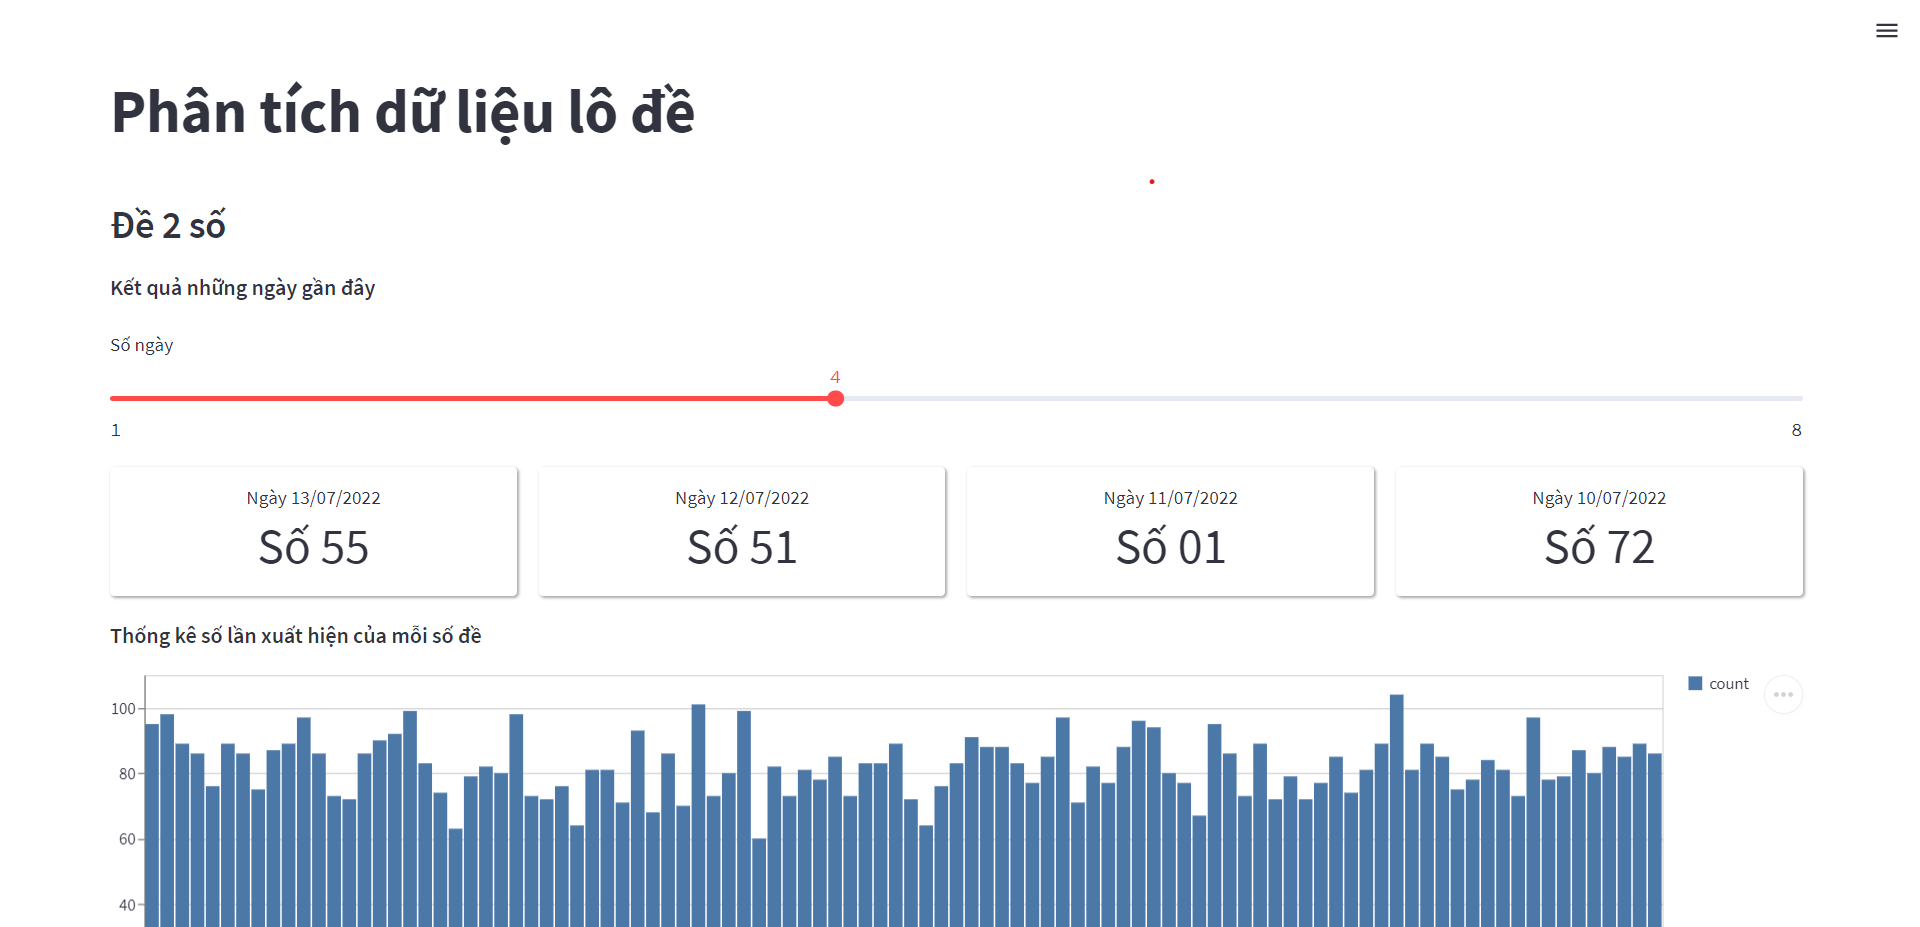 Phân tích dữ liệu lô đề
Đề 2 số
Kết quả những ngày gần đây
Số ngày
4
1 8
Ngày 13/07/2022
Số 55
Ngày 12/07/2022
Số 51
Ngày 11/07/2022
Số 01
Ngày 10/07/2022
Số 72
Thống kê số lần xuất hiện của mỗi số đề
count
100
80
60
40